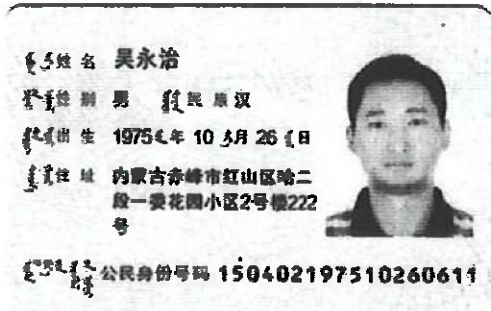 姓名 吴永治
性别 男 民族 汉
出生 1975年 10月 26日
住址 内蒙古赤峰市红山区哈二
段一委花园小区2号楼222
号
公民身份号码 150402197510260611